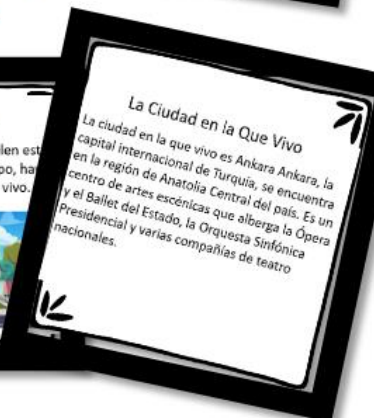 La Ciudad en la Que Vivo
La ciudad en la que vivo es Ankara Ankara, la
capital internacional de Turquía, se encuentra
en la región de Anatolia Central del país. Es un
centro de artes escénicas que alberga la Ópera
y el Ballet del Estado, la Orquesta Sinfónica
Presidencial y varias compañías de teatro
nacionales.
vivo.